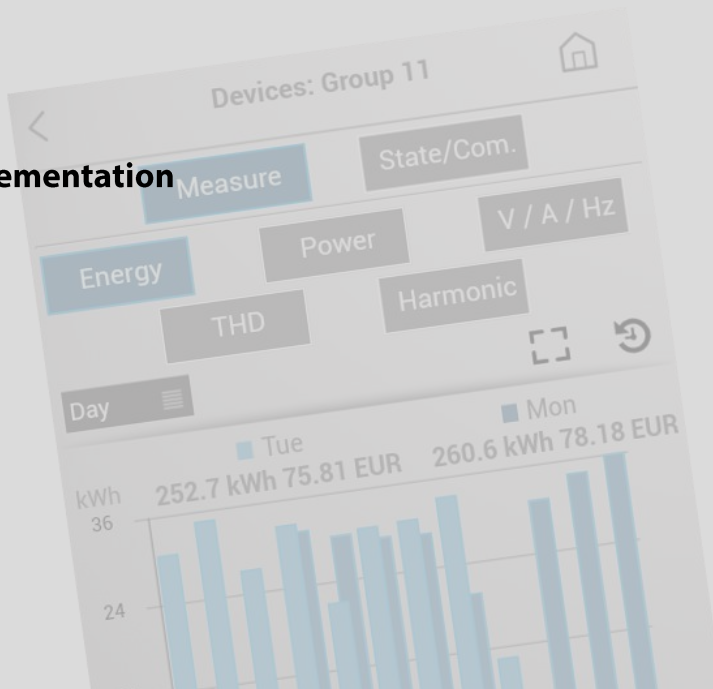 Devices: Group 11
ementation
Measure
State/Com.
Energy
Power
V / A / Hz
THD
Harmonic
Day
Tue
Mon
252.7 kWh 75.81 EUR
260.6 kWh 78.18 EUR
kWh
36
24